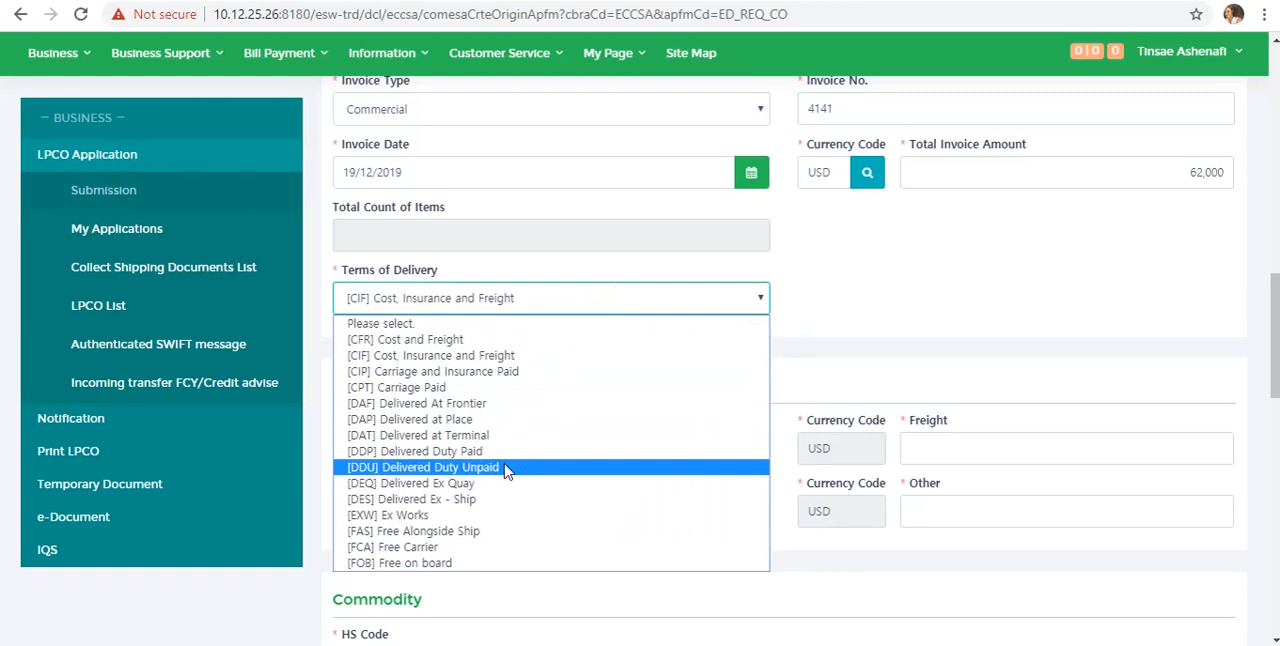 Not secure
10.12.25.26:8180/esw-trd/dcl/eccsa/comesaCrteOriginApfm?cbraCd=ECCSA&apfmCd=ED_REQ_CO
Business
Business Support
Bill Payment
Information
Customer Service
My Page
Site Map
0|0
0
Tinsae Ashenafi
— BUSINESS —
LPCO Application
Submission
My Applications
Collect Shipping Documents List
LPCO List
Authenticated SWIFT message
Incoming transfer FCY/Credit advise
Notification
Print LPCO
Temporary Document
e-Document
IQS
* Invoice Type
Commercial
* Invoice No.
4141
* Invoice Date
19/12/2019
* Currency Code
USD
* Total Invoice Amount
62,000
Total Count of Items
* Terms of Delivery
[CIF] Cost, Insurance and Freight
Please select.
[CFR] Cost and Freight
[CIF] Cost, Insurance and Freight
[CIP] Carriage and Insurance Paid
[CPT] Carriage Paid
[DAF] Delivered At Frontier
[DAP] Delivered at Place
[DAT] Delivered at Terminal
[DDP] Delivered Duty Paid
[DDU] Delivered Duty Unpaid
[DEQ] Delivered Ex Quay
[DES] Delivered Ex - Ship
[EXW] Ex Works
[FAS] Free Alongside Ship
[FCA] Free Carrier
[FOB] Free on board
* Currency Code
USD
* Freight
* Currency Code
USD
* Other
Commodity
* HS Code